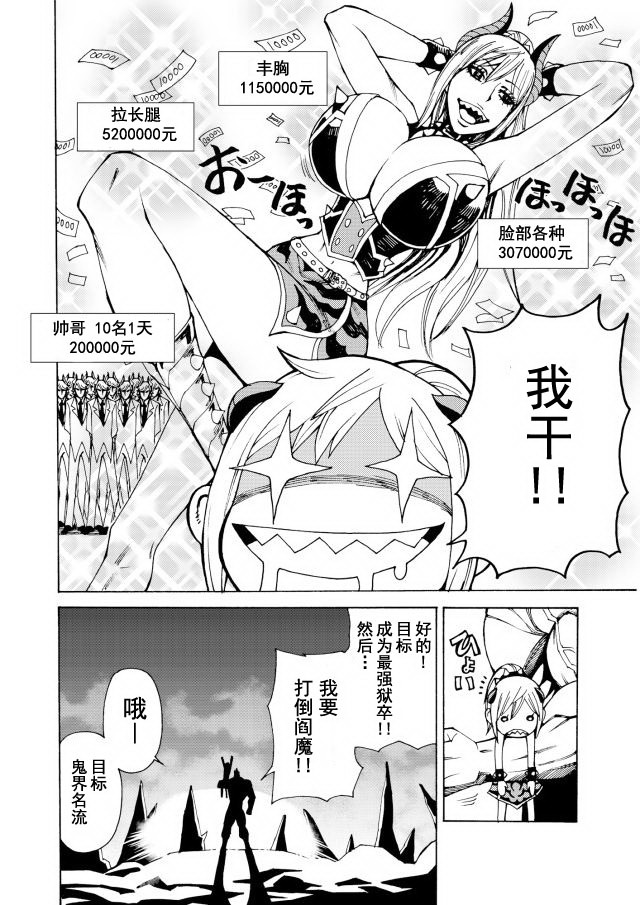 丰胸
1150000元
拉长腿
5200000元
おーほっ
ほっほっほ
脸部各种
3070000元
帅哥 10名1天
200000元
我干!!
ひょい
好的!
目标
成为最强狱卒!!
然后…
我要
打倒阎魔!!
哦—
目标
鬼界名流